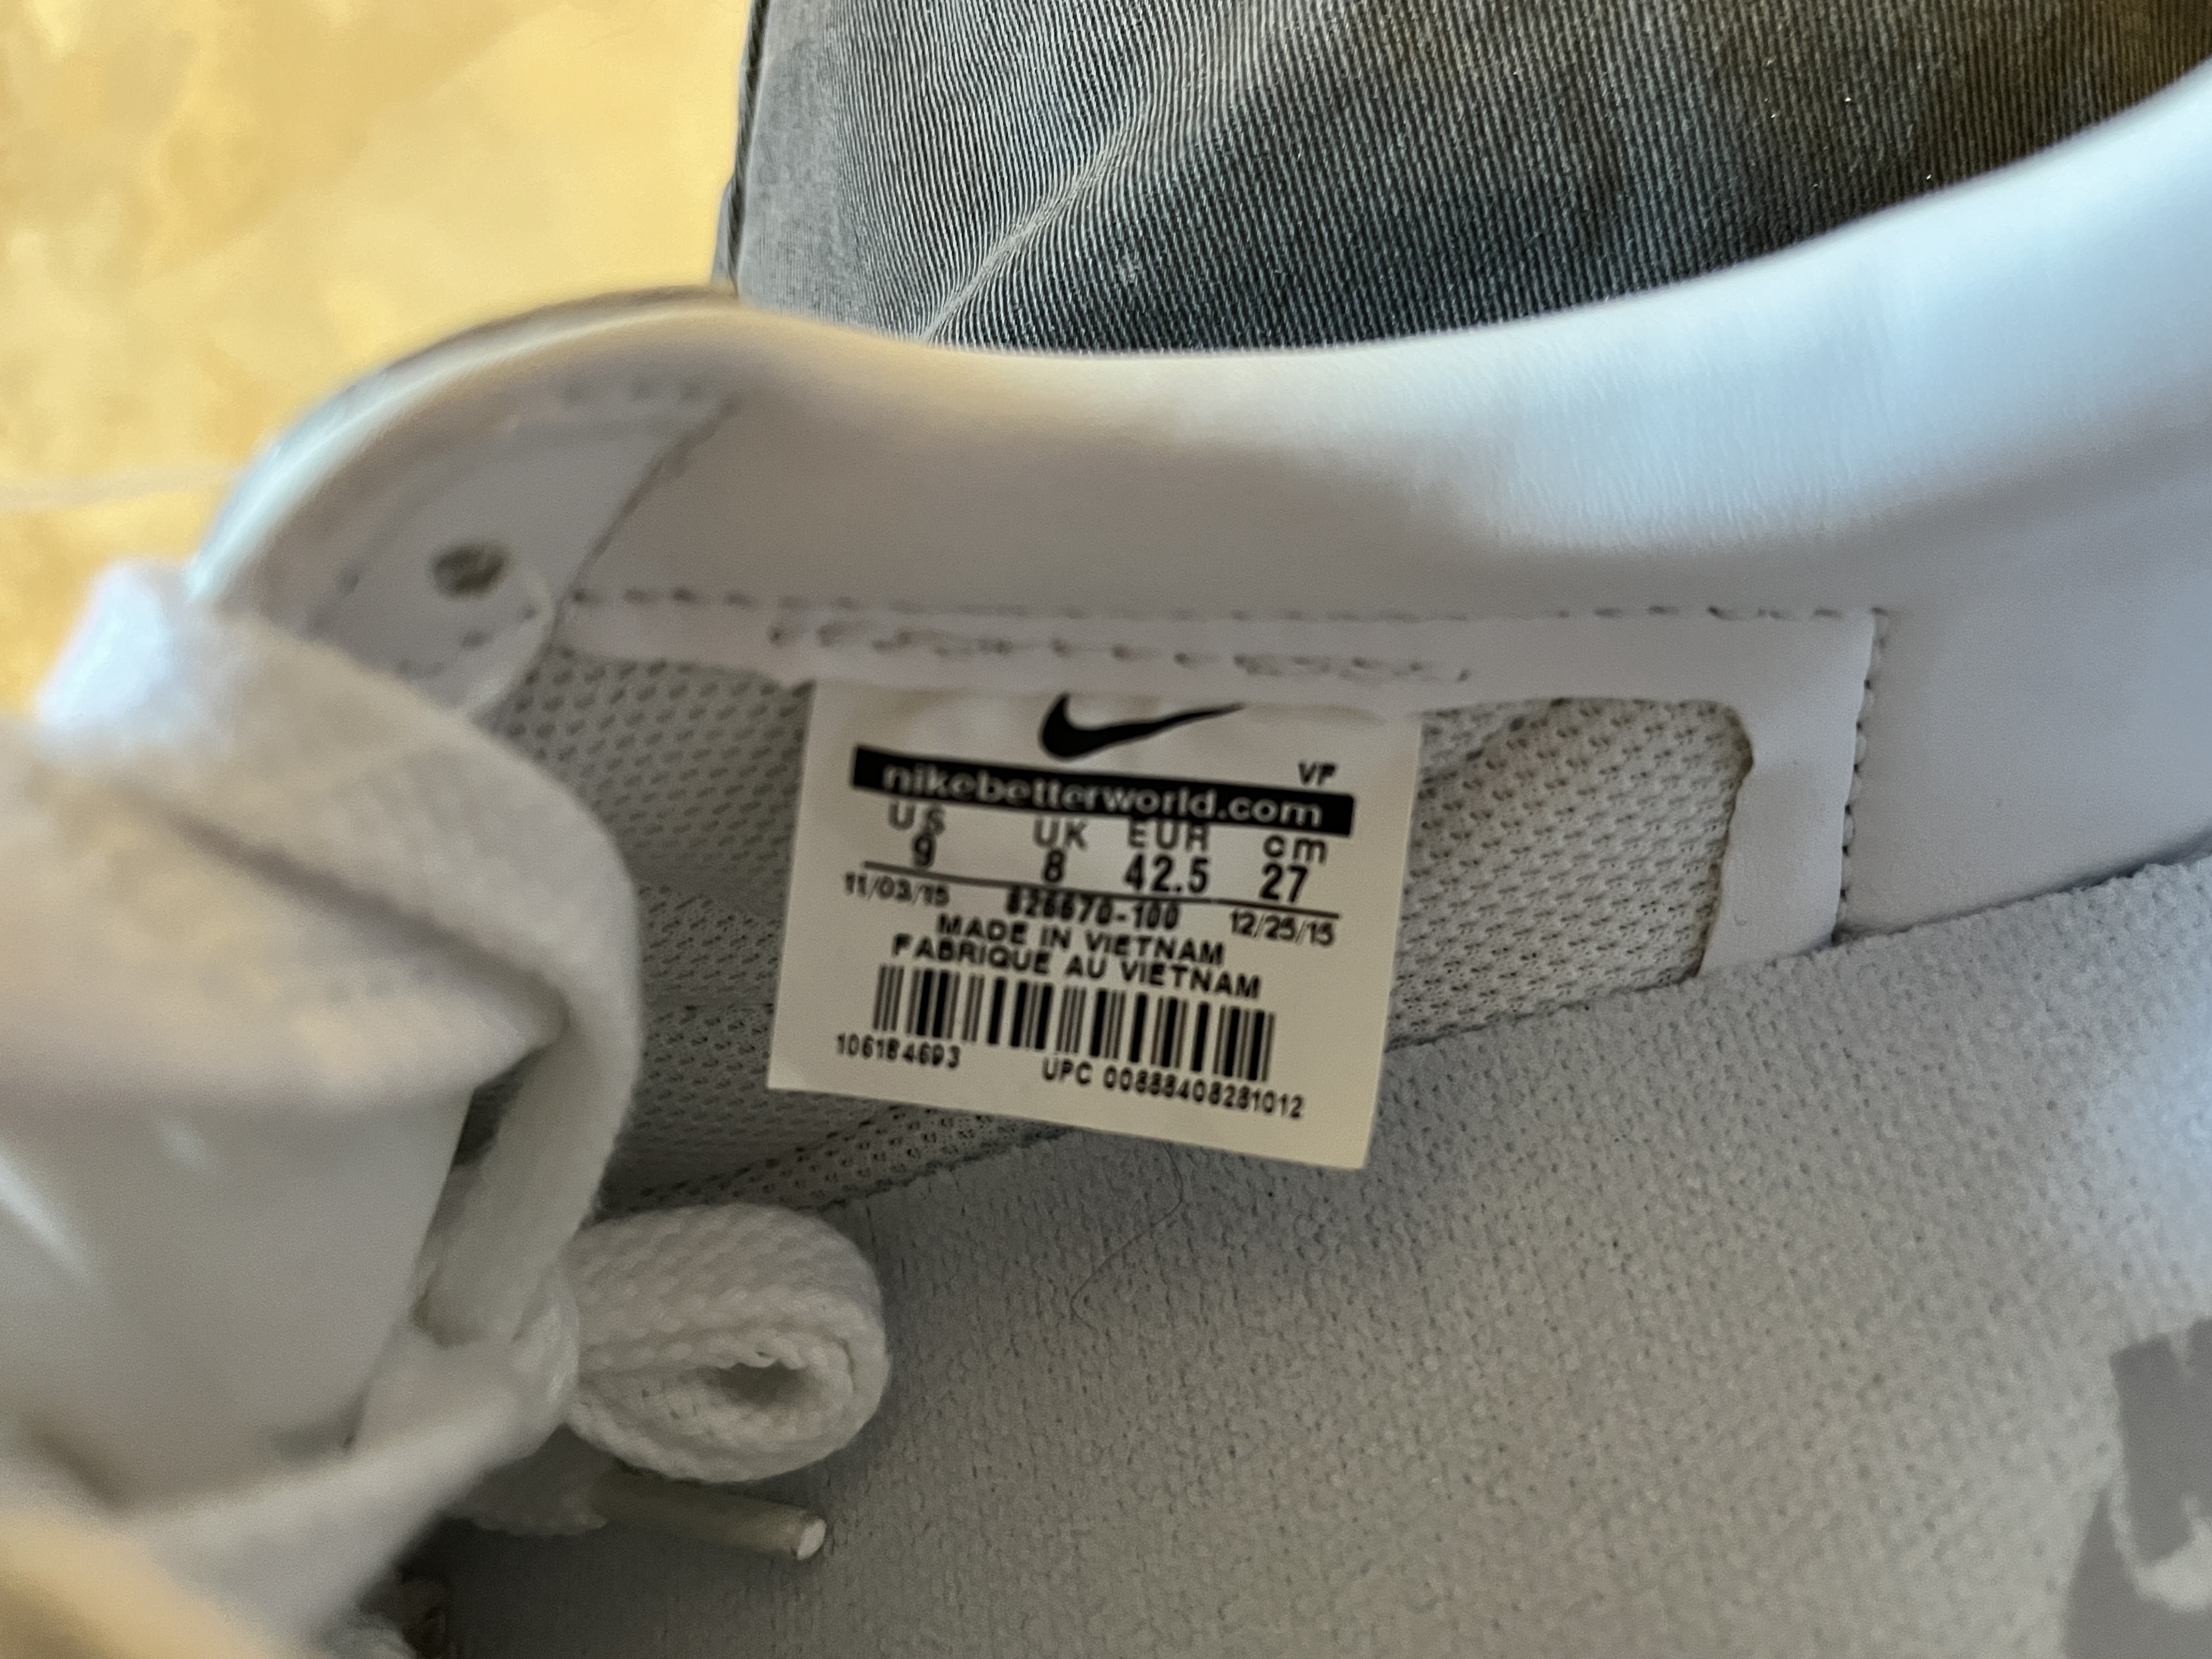 VF
nikebetterworld.com
US UK EUR cm
9 8 42.5 27
11/03/15 826670-100 12/25/15
MADE IN VIETNAM
FABRIQUE AU VIETNAM
106184693 UPC 00888408281012